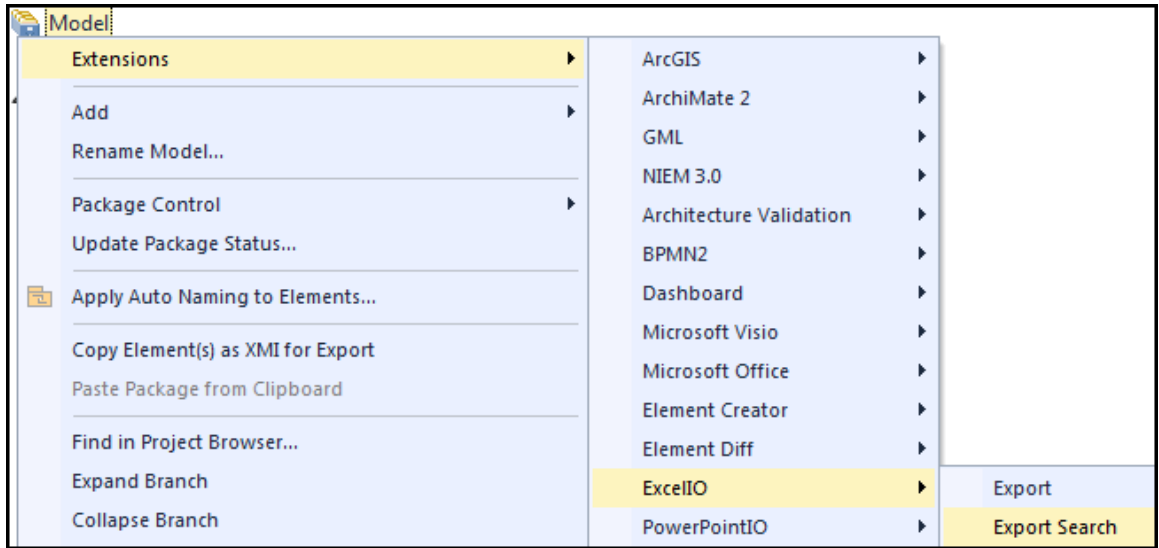 Model
Extensions
Add
Rename Model...
Package Control
Update Package Status...
Apply Auto Naming to Elements...
Copy Element(s) as XMI for Export
Paste Package from Clipboard
Find in Project Browser...
Expand Branch
Collapse Branch
ArcGIS
ArchiMate 2
GML
NIEM 3.0
Architecture Validation
BPMN2
Dashboard
Microsoft Visio
Microsoft Office
Element Creator
Element Diff
ExcelIO
PowerPointIO
Export
Export Search